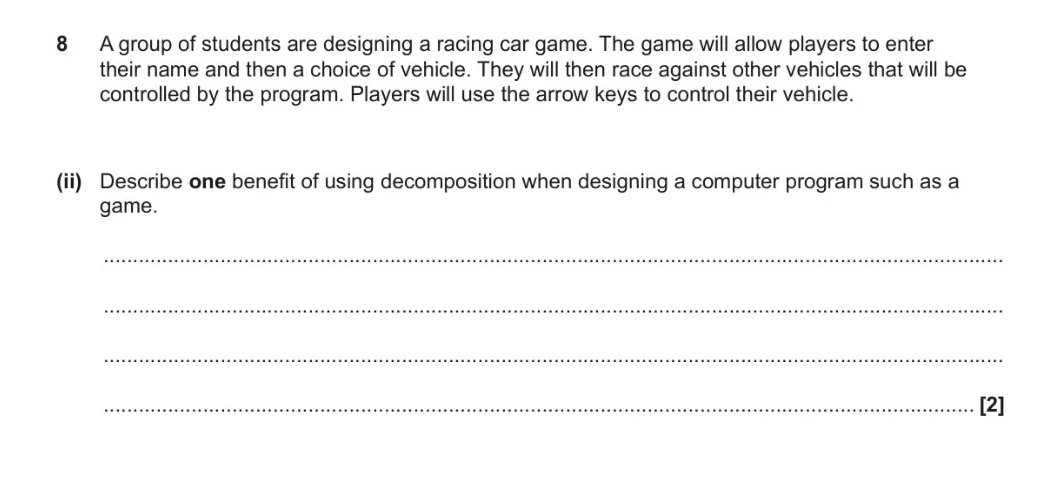 8 A group of students are designing a racing car game. The game will allow players to enter
their name and then a choice of vehicle. They will then race against other vehicles that will be
controlled by the program. Players will use the arrow keys to control their vehicle.
(ii) Describe one benefit of using decomposition when designing a computer program such as a
game.
[2]